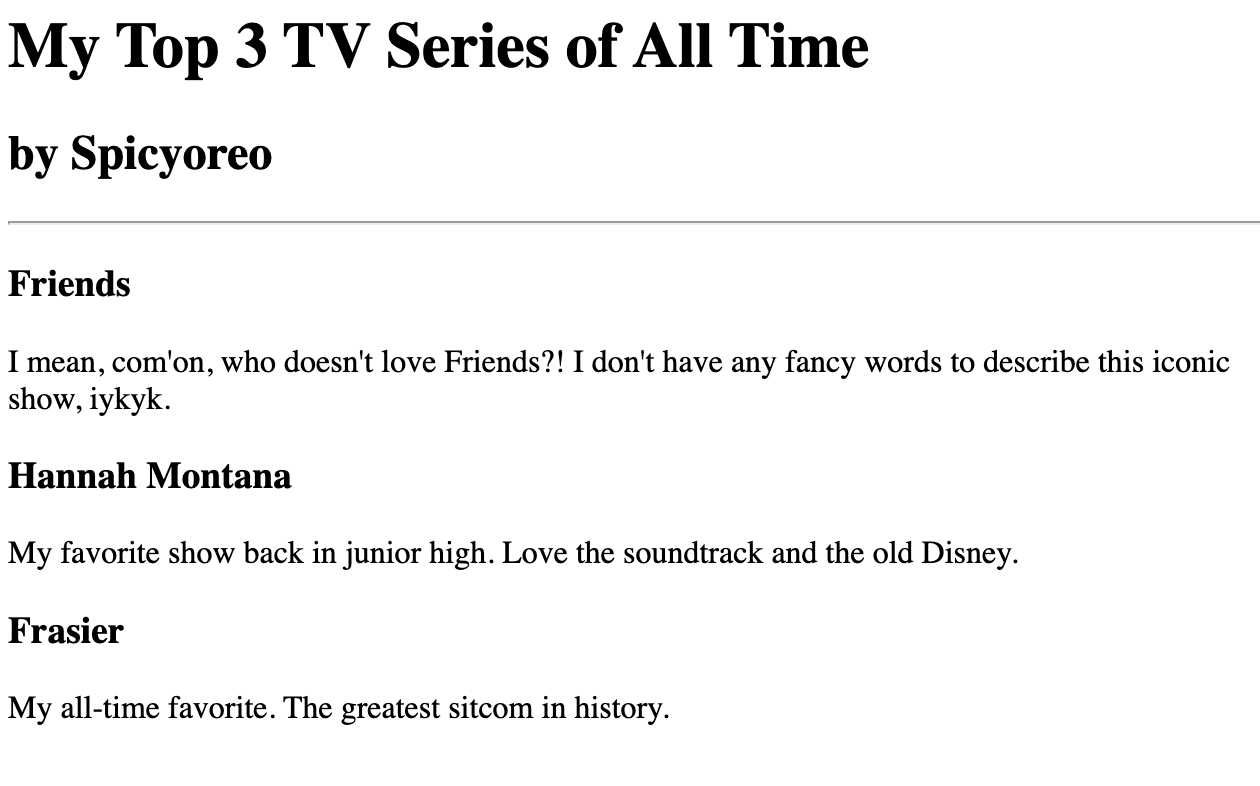 My Top 3 TV Series of All Time
by Spicyoreo
Friends
I mean, com'on, who doesn't love Friends?! I don't have any fancy words to describe this iconic
show, iykyk.
Hannah Montana
My favorite show back in junior high. Love the soundtrack and the old Disney.
Frasier
My all-time favorite. The greatest sitcom in history.